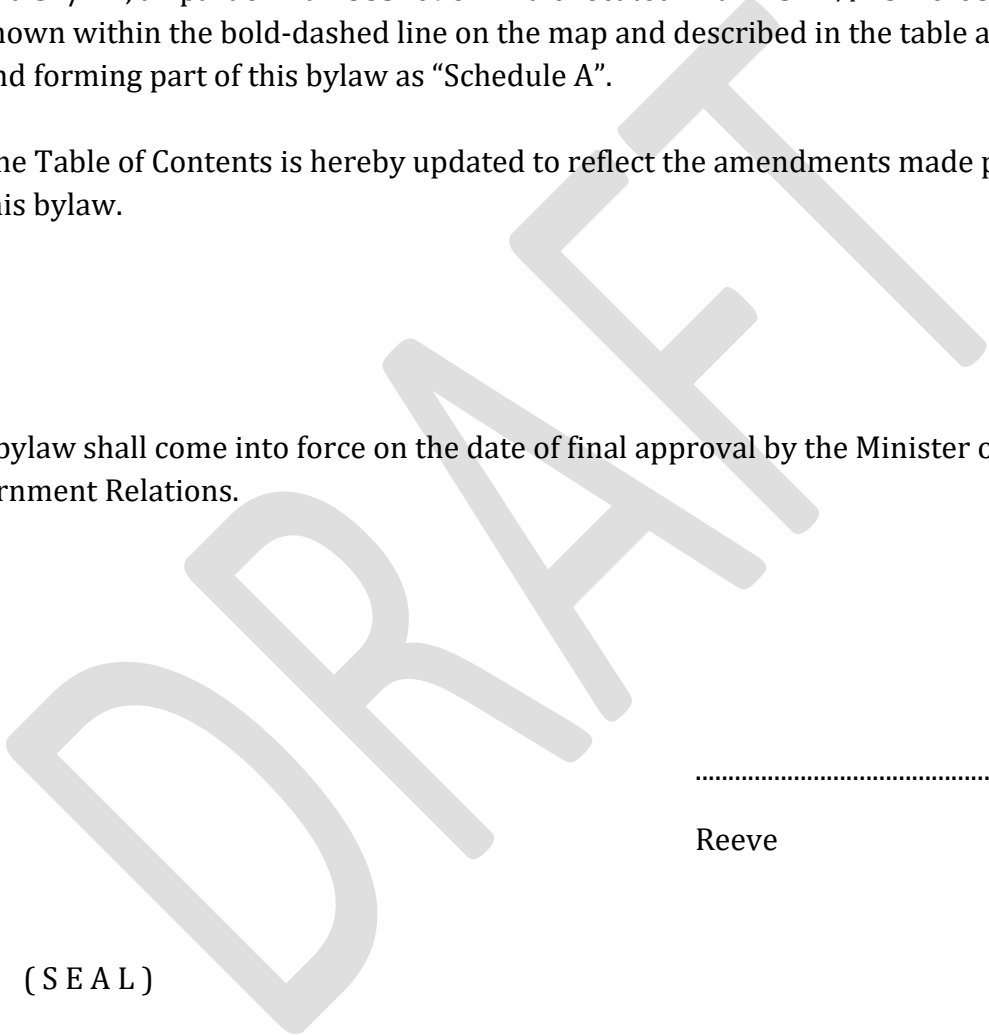 hown within the bold-dashed line on the map and described in the table a
nd forming part of this bylaw as “Schedule A”.
he Table of Contents is hereby updated to reflect the amendments made p
his bylaw.
bylaw shall come into force on the date of final approval by the Minister o
rnment Relations.
Reeve
( S E A L )
DRAFT